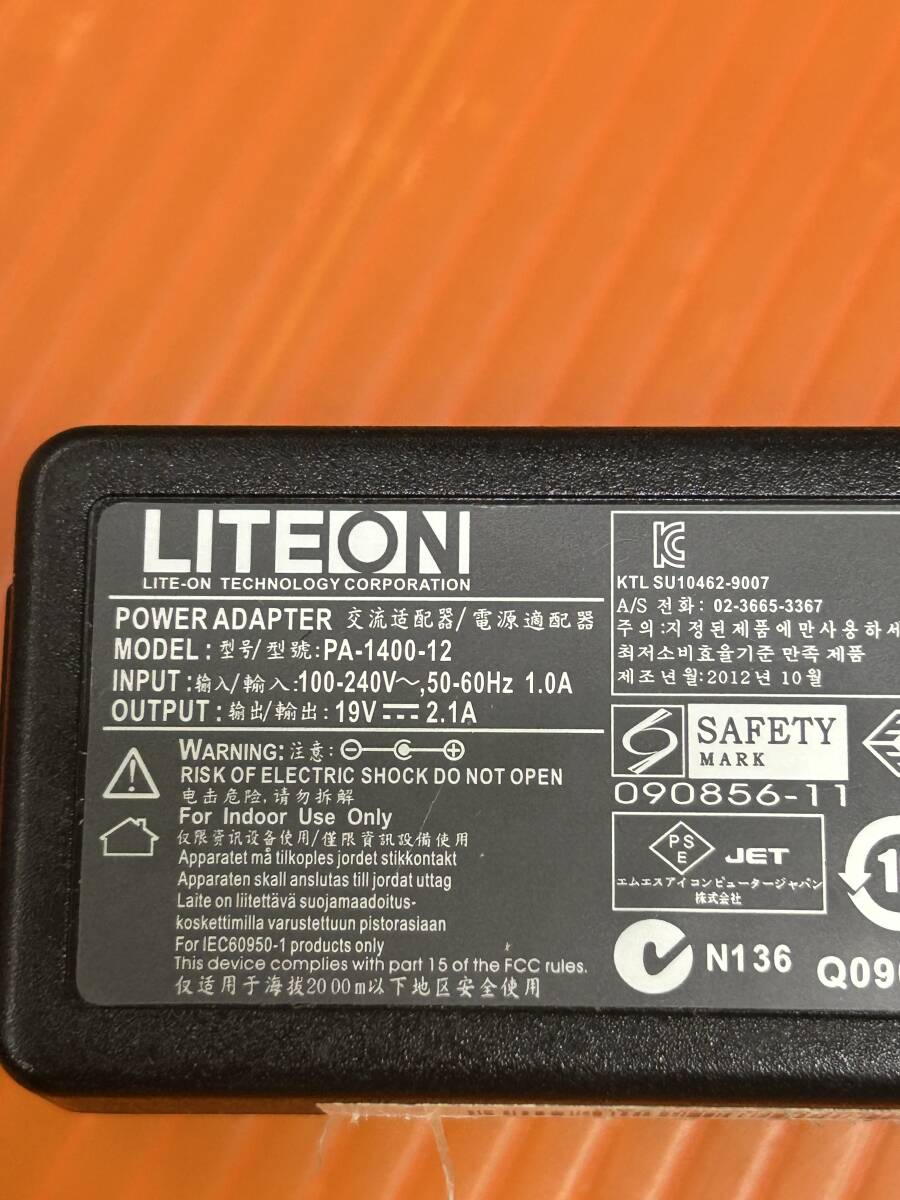 LITEON
LITE-ON TECHNOLOGY CORPORATION
POWER ADAPTER 交流适配器/電源適配器
MODEL: 型号/型號:PA-1400-12
INPUT:输入/輸入:100-240V～,50-60Hz 1.0A
OUTPUT:输出/輸出:19V⎓2.1A
WARNING:注意:
RISK OF ELECTRIC SHOCK DO NOT OPEN
电击危险,请勿拆解
For Indoor Use Only
仅限资讯设备使用/僅限資訊設備使用
Apparatet må tilkoples jordet stikkontakt
Apparaten skall anslutas till jordat uttag
Laite on liitettävä suojamaadoitus-
koskettimilla varustettuun pistorasiaan
For IEC60950-1 products only
This device complies with part 15 of the FCC rules.
仅适用于海拔2000m以下地区安全使用
KC
KTL SU10462-9007
A/S 전화: 02-3665-3367
주의:지정된제품에만사용하세
최저소비효율기준 만족 제품
제조년월:2012년 10월
SAFETY
MARK
090856-11
PS
E
JET
エムエスアイコンピュータージャパン
株式会社
N136
1
Q09